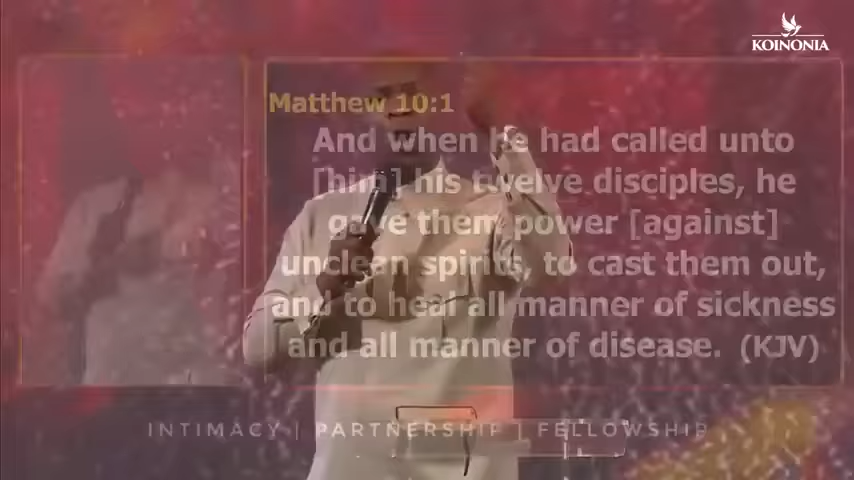 KOINONIA
Matthew 10:1
And when he had called unto
[him] his twelve disciples, he
gave them power [against]
unclean spirits, to cast them out,
and to heal all manner of sickness
and all manner of disease. (KJV)
INTIMACY | PARTNERSHIP | FELLOWSHIP